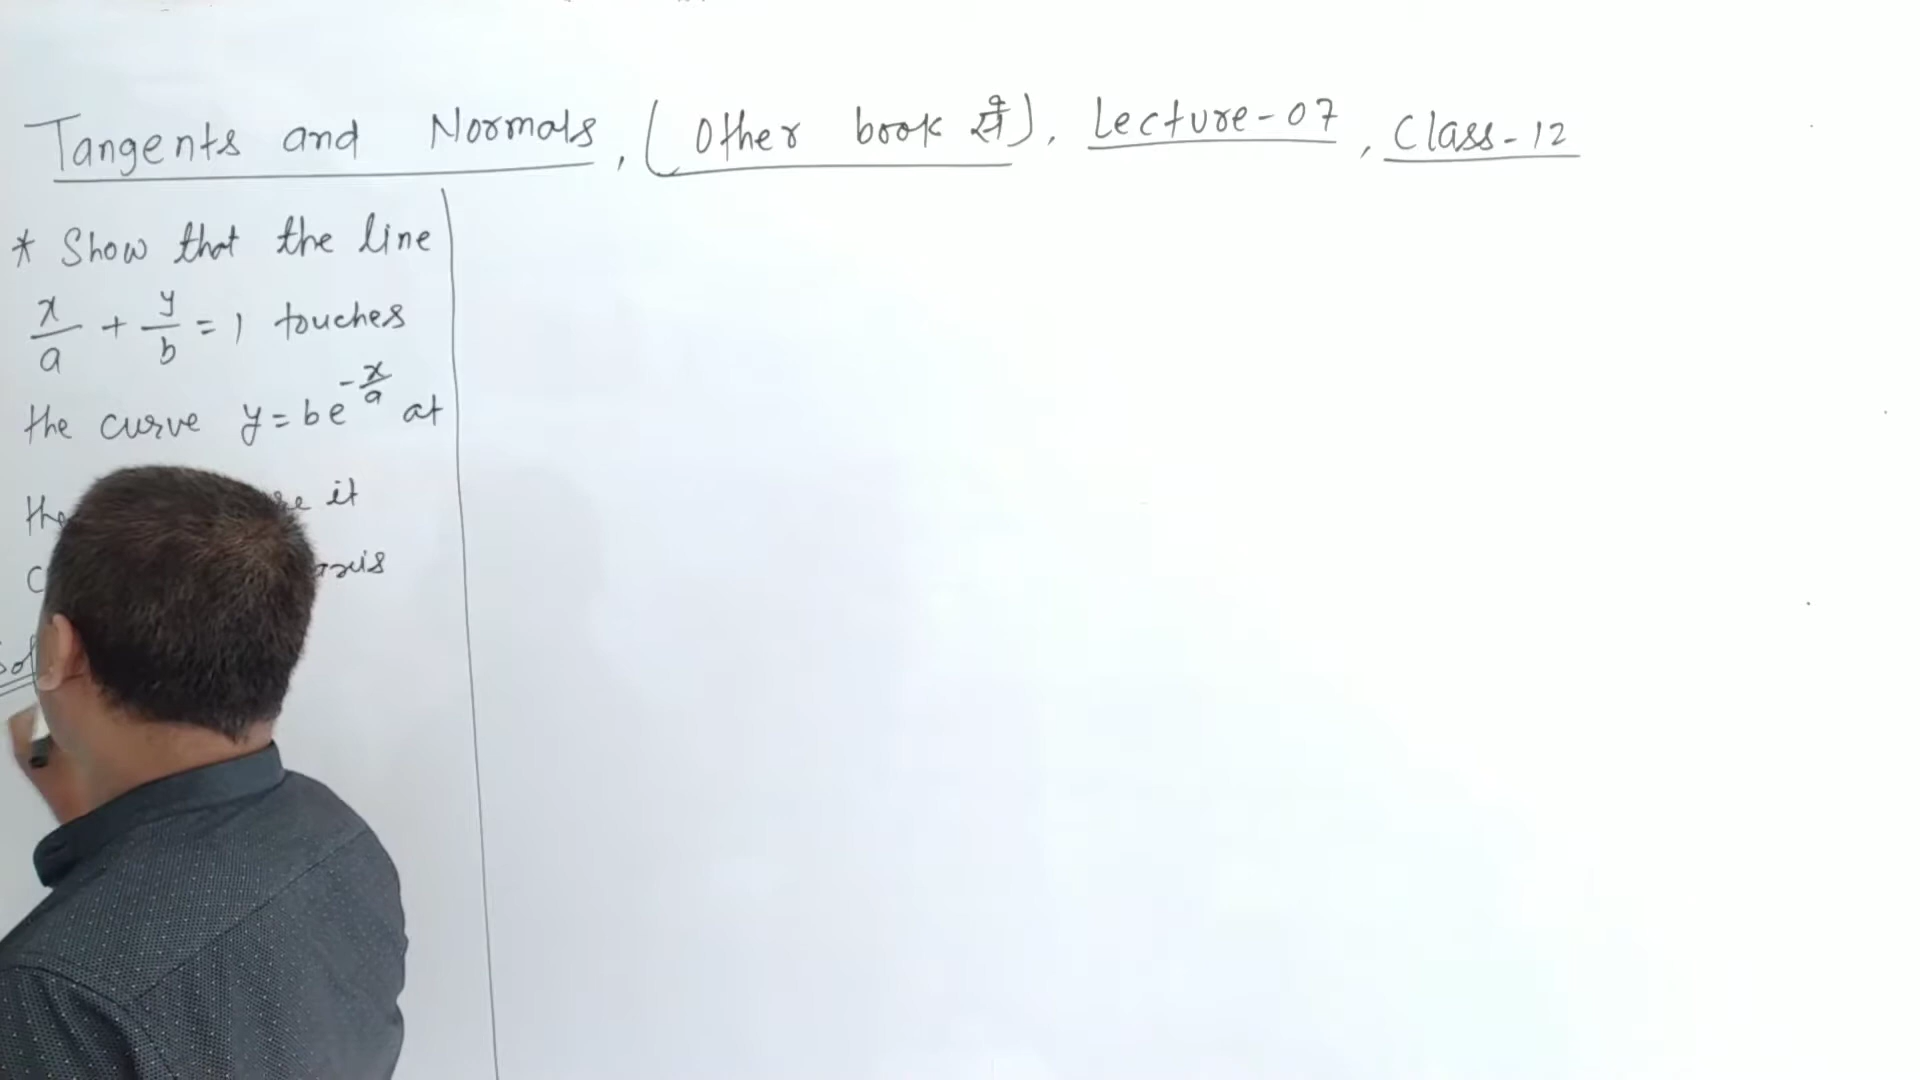 Tangents and Normals, (Other book से), Lecture-07, Class-12
* Show that the line
x/a + y/b = 1 touches
the curve y = be^(-x/a) at
it
axis